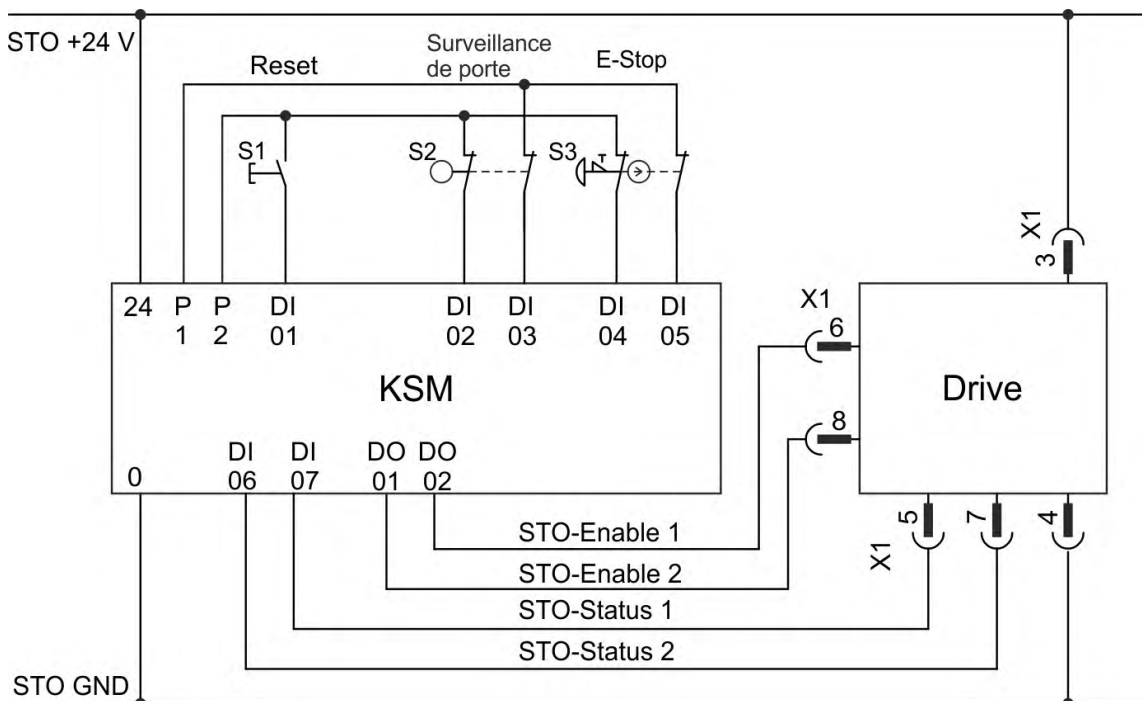 STO +24 V
Reset
Surveillance
de porte
E-Stop
S1
S2
S3
X1
3
24 P P DI DI DI DI DI
1 2 01 02 03 04 05
X1
6
KSM
Drive
8
DI DI DO DO
0 06 07 01 02
5 7 4
X1
STO-Enable 1
STO-Enable 2
STO-Status 1
STO-Status 2
STO GND